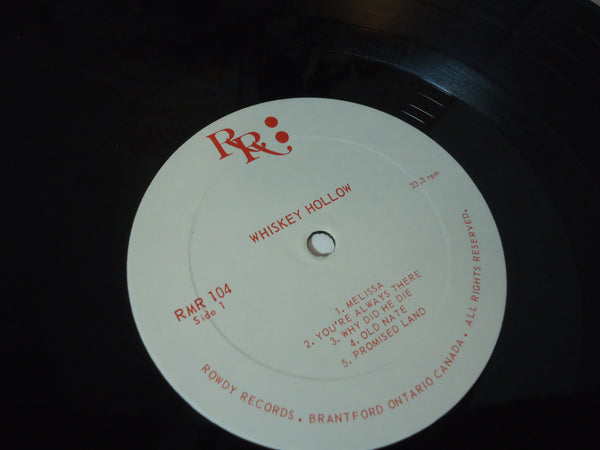 RR
WHISKEY HOLLOW
33.3 rpm
RMR 104
Side 1
1. MELISSA
2. YOU'RE ALWAYS THERE
3. WHY DID HE DIE
4. OLD NATE
5. PROMISED LAND
ROWDY RECORDS. BRANTFORD ONTARIO CANADA. ALL RIGHTS RESERVED.